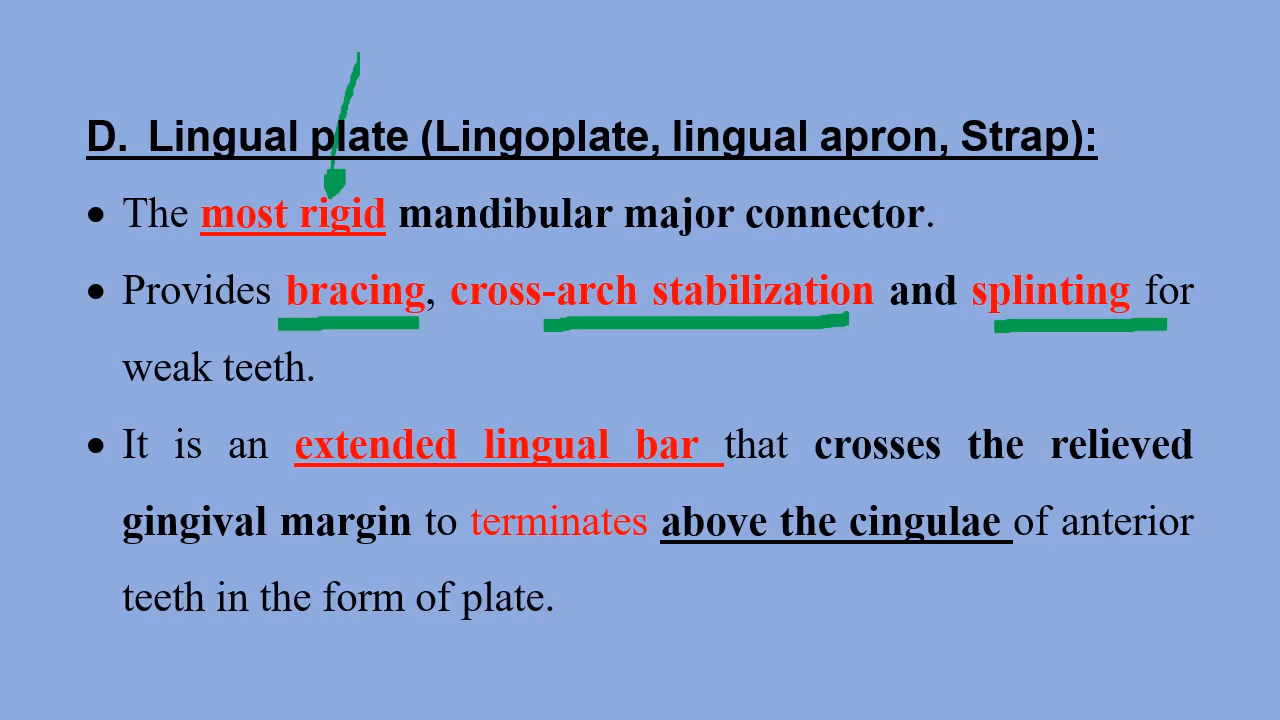 D. Lingual plate (Lingoplate, lingual apron, Strap):
• The most rigid mandibular major connector.
• Provides bracing, cross-arch stabilization and splinting for
weak teeth.
• It is an extended lingual bar that crosses the relieved
gingival margin to terminates above the cingulae of anterior
teeth in the form of plate.